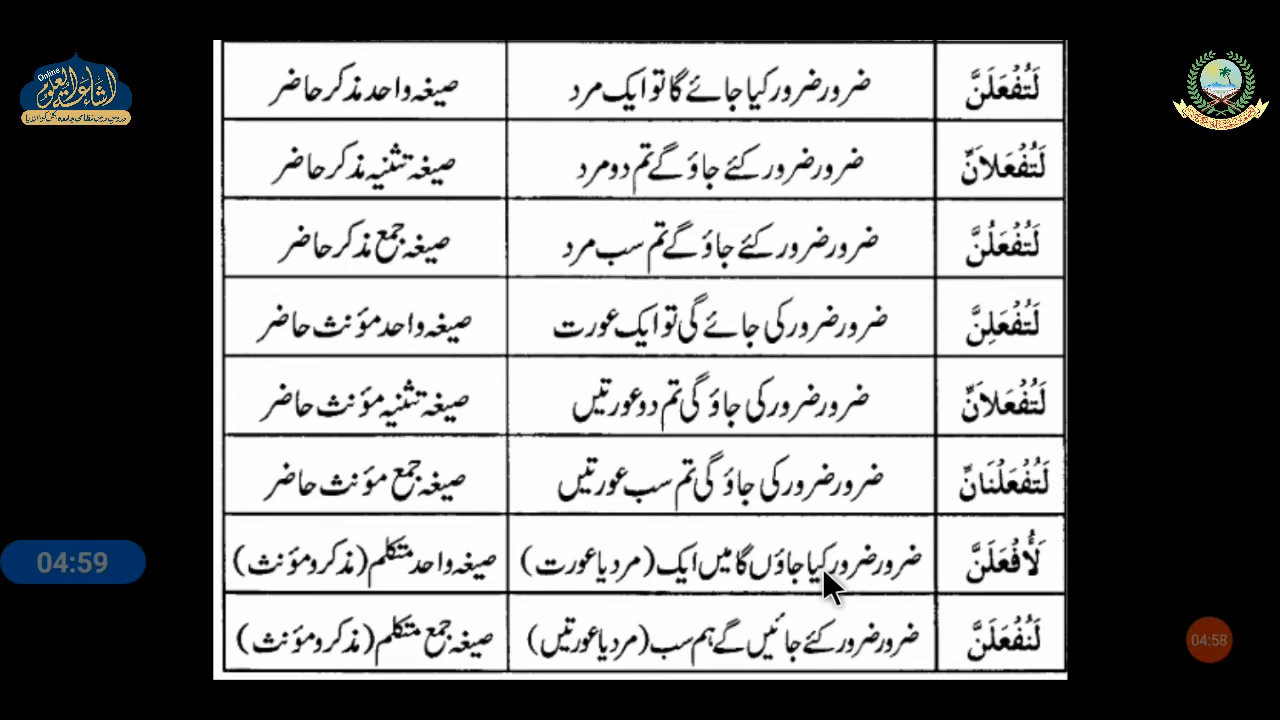 Online
اشاعت العلوم
لَتُفْعَلَنَّ ضرور ضرور کیا جائے گا تو ایک مرد صیغہ واحد مذکر حاضر
لَتُفْعَلَانِّ ضرور ضرور کئے جاؤ گے تم دو مرد صیغہ تثنیہ مذکر حاضر
لَتُفْعَلُنَّ ضرور ضرور کئے جاؤ گے تم سب مرد صیغہ جمع مذکر حاضر
لَتُفْعَلِنَّ ضرور ضرور کی جائے گی تو ایک عورت صیغہ واحد مؤنث حاضر
لَتُفْعَلَانِّ ضرور ضرور کی جاؤ گی تم دو عورتیں صیغہ تثنیہ مؤنث حاضر
لَتُفْعَلْنَانِّ ضرور ضرور کی جاؤ گی تم سب عورتیں صیغہ جمع مؤنث حاضر
لَأُفْعَلَنَّ ضرور ضرور کیا جاؤں گا میں ایک (مرد یا عورت) صیغہ واحد متکلم (مذکر و مؤنث)
لَنُفْعَلَنَّ ضرور ضرور کئے جائیں گے ہم سب (مرد یا عورتیں) صیغہ جمع متکلم (مذکر و مؤنث)
04:59
04:58